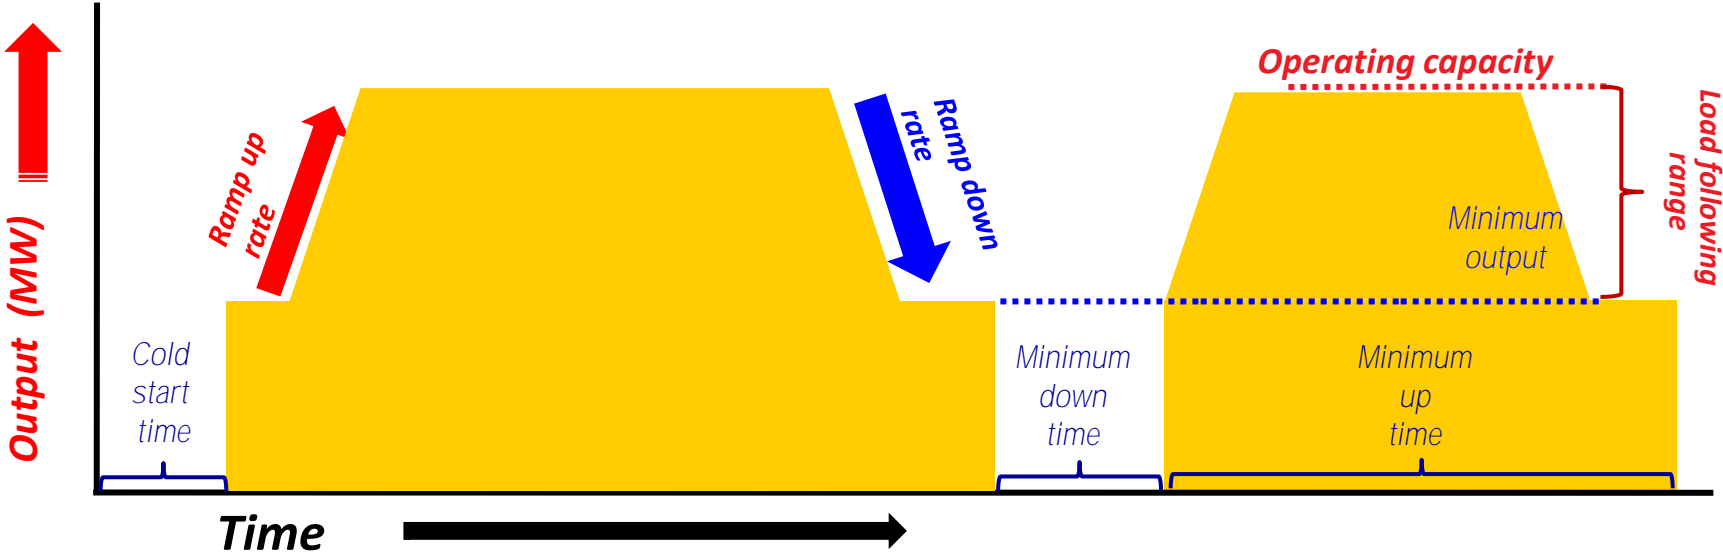 Output (MW)
Cold
start
time
Ramp up
rate
Ramp down
rate
Minimum
down
time
Operating capacity
Load following
range
Minimum
output
Minimum
up
time
Time